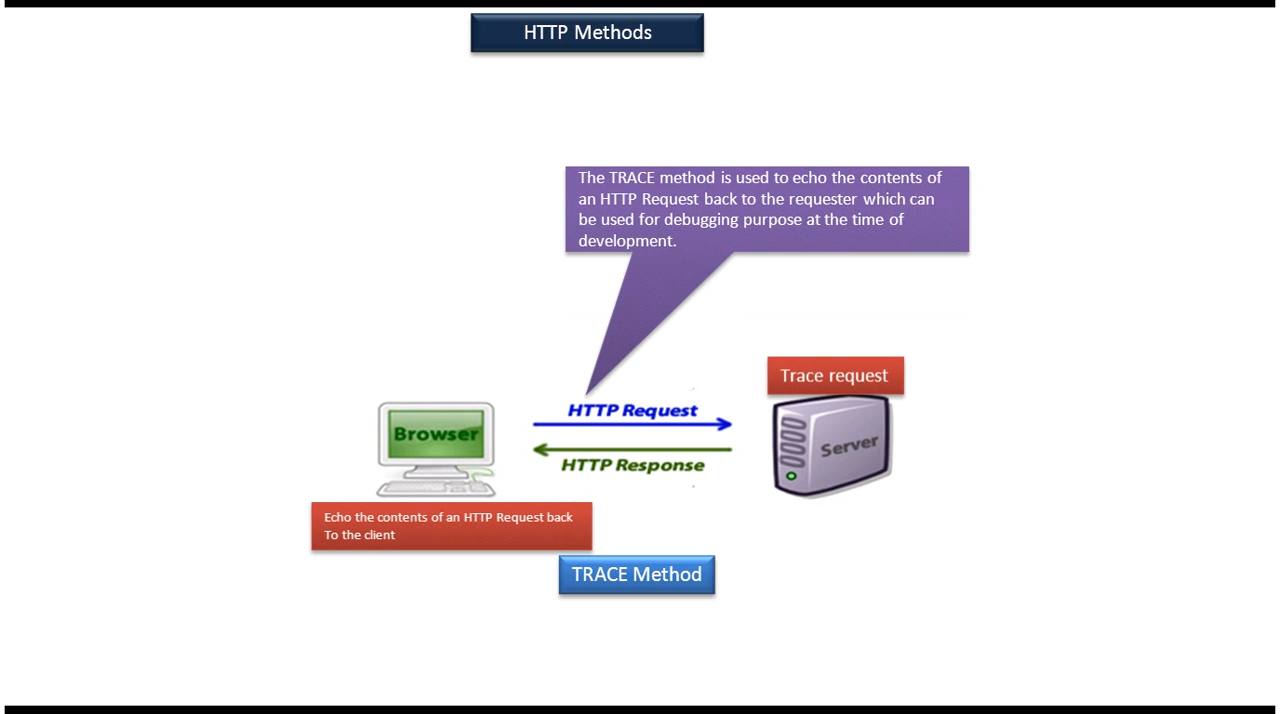 HTTP Methods
The TRACE method is used to echo the contents of
an HTTP Request back to the requester which can
be used for debugging purpose at the time of
development.
Trace request
HTTP Request
Browser
Server
HTTP Response
Echo the contents of an HTTP Request back
To the client
TRACE Method